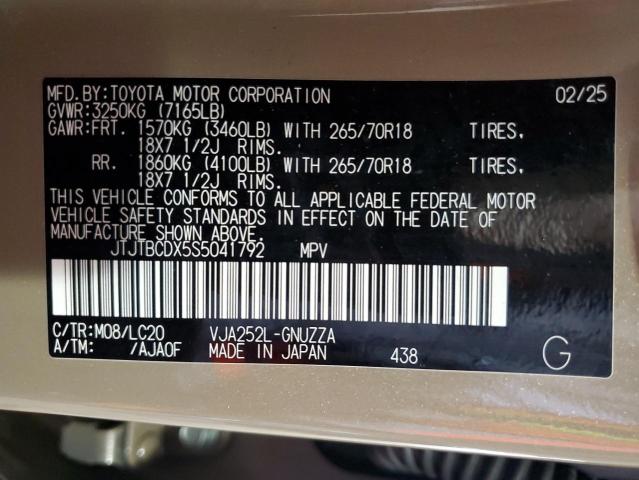 MFD.BY:TOYOTA MOTOR CORPORATION 02/25
GVWR:3250KG (7165LB)
GAWR:FRT. 1570KG (3460LB) WITH 265/70R18 TIRES,
18X7 1/2J RIMS.
RR. 1860KG (4100LB) WITH 265/70R18 TIRES,
18X7 1/2J RIMS.
THIS VEHICLE CONFORMS TO ALL APPLICABLE FEDERAL MOTOR
VEHICLE SAFETY STANDARDS IN EFFECT ON THE DATE OF
MANUFACTURE SHOWN ABOVE.
JTJTBCDX5S5041792 MPV
C/TR:M08/LC20 VJA252L-GNUZZA
A/TM: /AJA0F MADE IN JAPAN 438 G